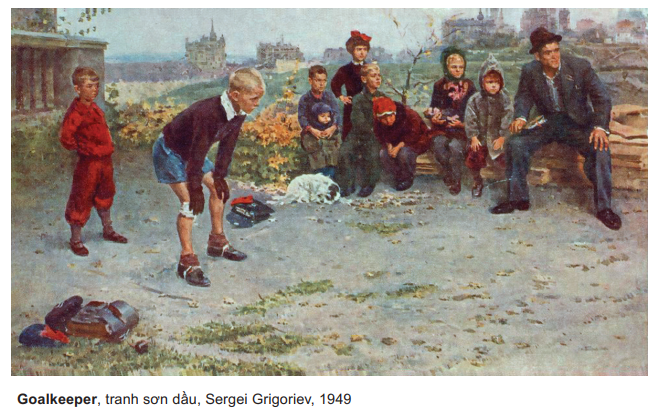 Goalkeeper, tranh sơn dầu, Sergei Grigoriev, 1949